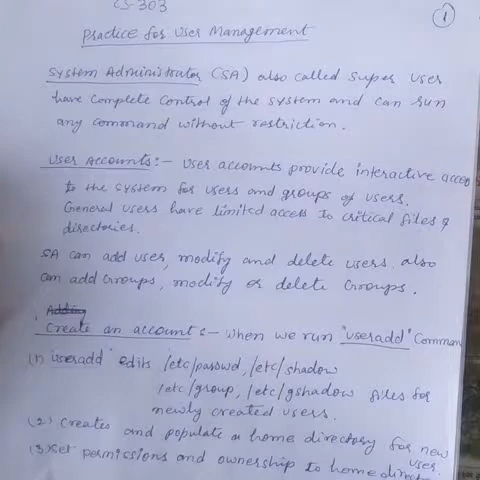 CS-303
1
Practice for User Management
System Administrator (SA) also called super user
have complete control of the system and can run
any command without restriction.
User Accounts:- User accounts provide interactive access
to the system for users and groups of users.
General users have limited access to critical files &
directories.
SA can add user, modify and delete users. also
can add Groups, modify or delete Groups.
Adding
Create an account:- When we run "useradd" Comman
(1) useradd edits /etc/passwd, /etc/shadow
/etc/group, /etc/gshadow files for
newly created users.
(2) Creates and populate a home directory for new
user.
(3) Set permissions and ownership to home direct